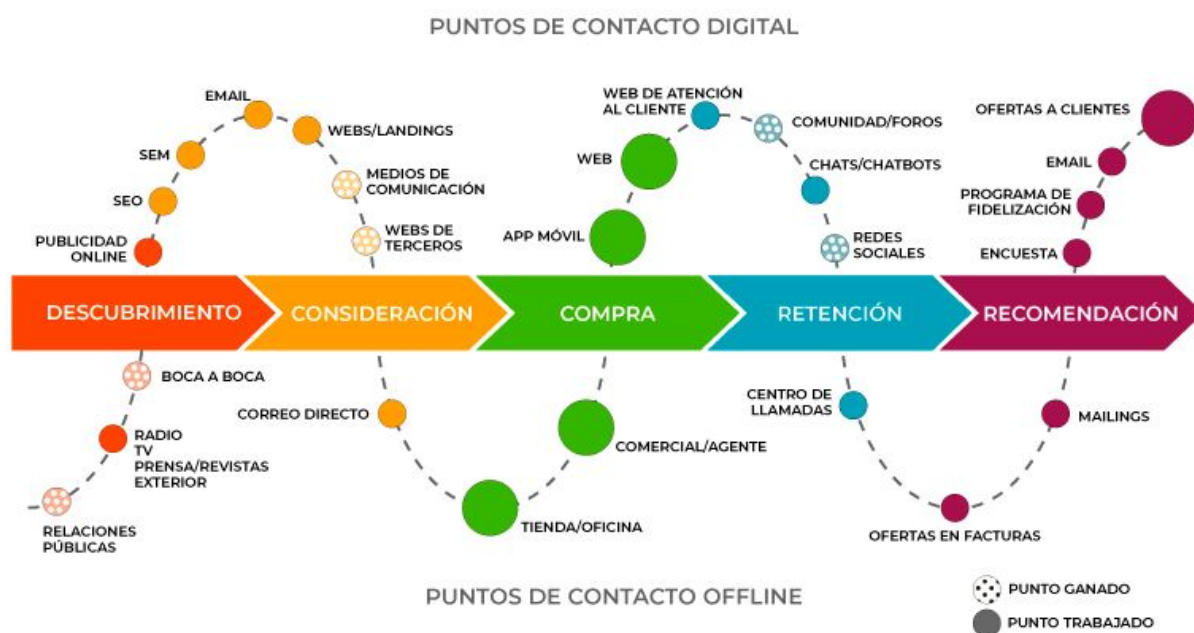 PUNTOS DE CONTACTO DIGITAL
EMAIL
WEBS/LANDINGS
SEM
MEDIOS DE
COMUNICACIÓN
SEO
WEBS DE
TERCEROS
PUBLICIDAD
ONLINE
WEB DE ATENCIÓN
AL CLIENTE
COMUNIDAD/FOROS
WEB
CHATS/CHATBOTS
APP MÓVIL
REDES
SOCIALES
OFERTAS A CLIENTES
EMAIL
PROGRAMA DE
FIDELIZACIÓN
ENCUESTA
DESCUBRIMIENTO
CONSIDERACIÓN
COMPRA
RETENCIÓN
RECOMENDACIÓN
BOCA A BOCA
RADIO
TV
PRENSA/REVISTAS
EXTERIOR
RELACIONES
PÚBLICAS
CORREO DIRECTO
COMERCIAL/AGENTE
TIENDA/OFICINA
CENTRO DE
LLAMADAS
MAILINGS
OFERTAS EN FACTURAS
PUNTOS DE CONTACTO OFFLINE
PUNTO GANADO
PUNTO TRABAJADO